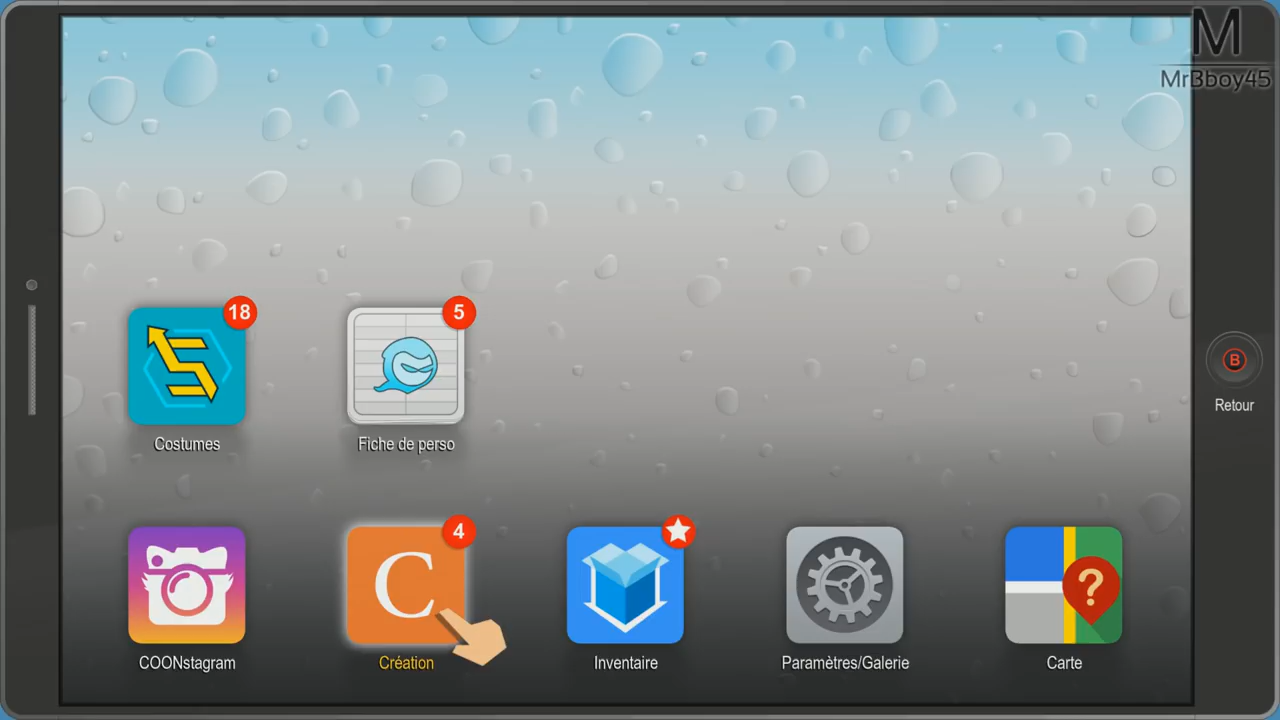 M
MrBboy45
18
5
Costumes
Fiche de perso
B
Retour
4
C
?
COONstagram
Création
Inventaire
Paramètres/Galerie
Carte